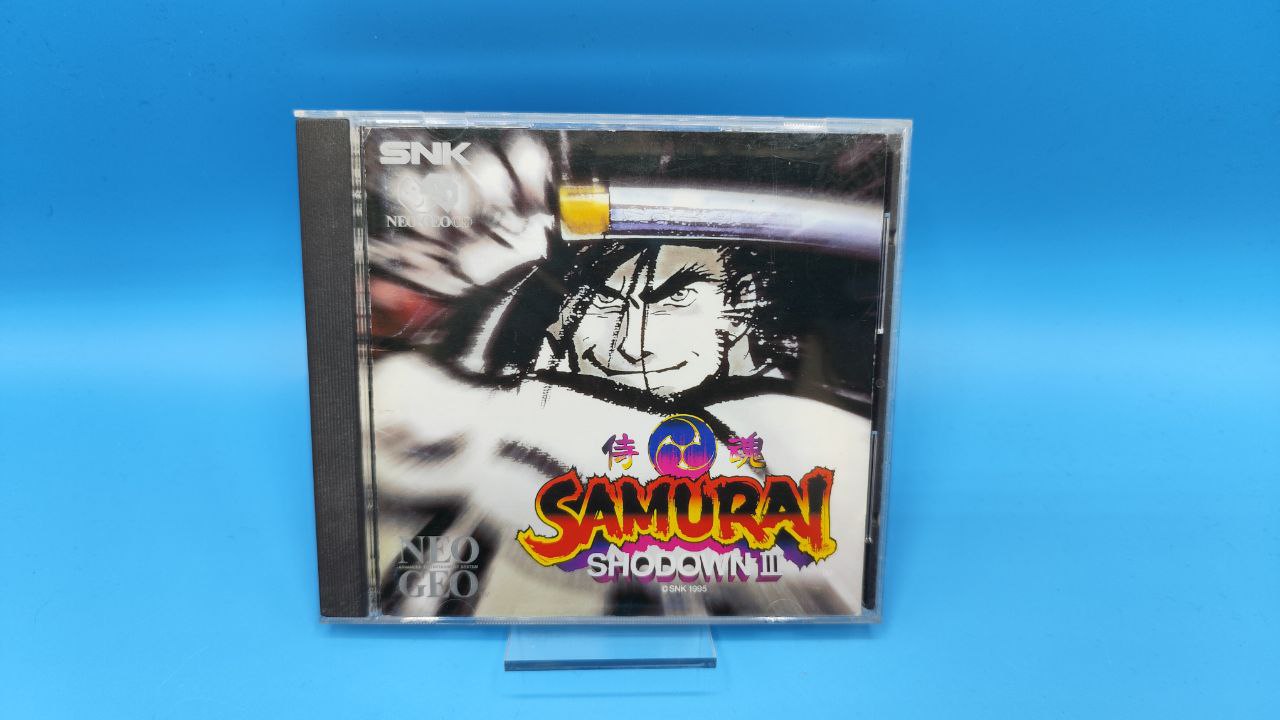 SNK
NEO·GEO CD
侍 魂
SAMURAI
SHODOWN III
© SNK 1995
NEO
GEO